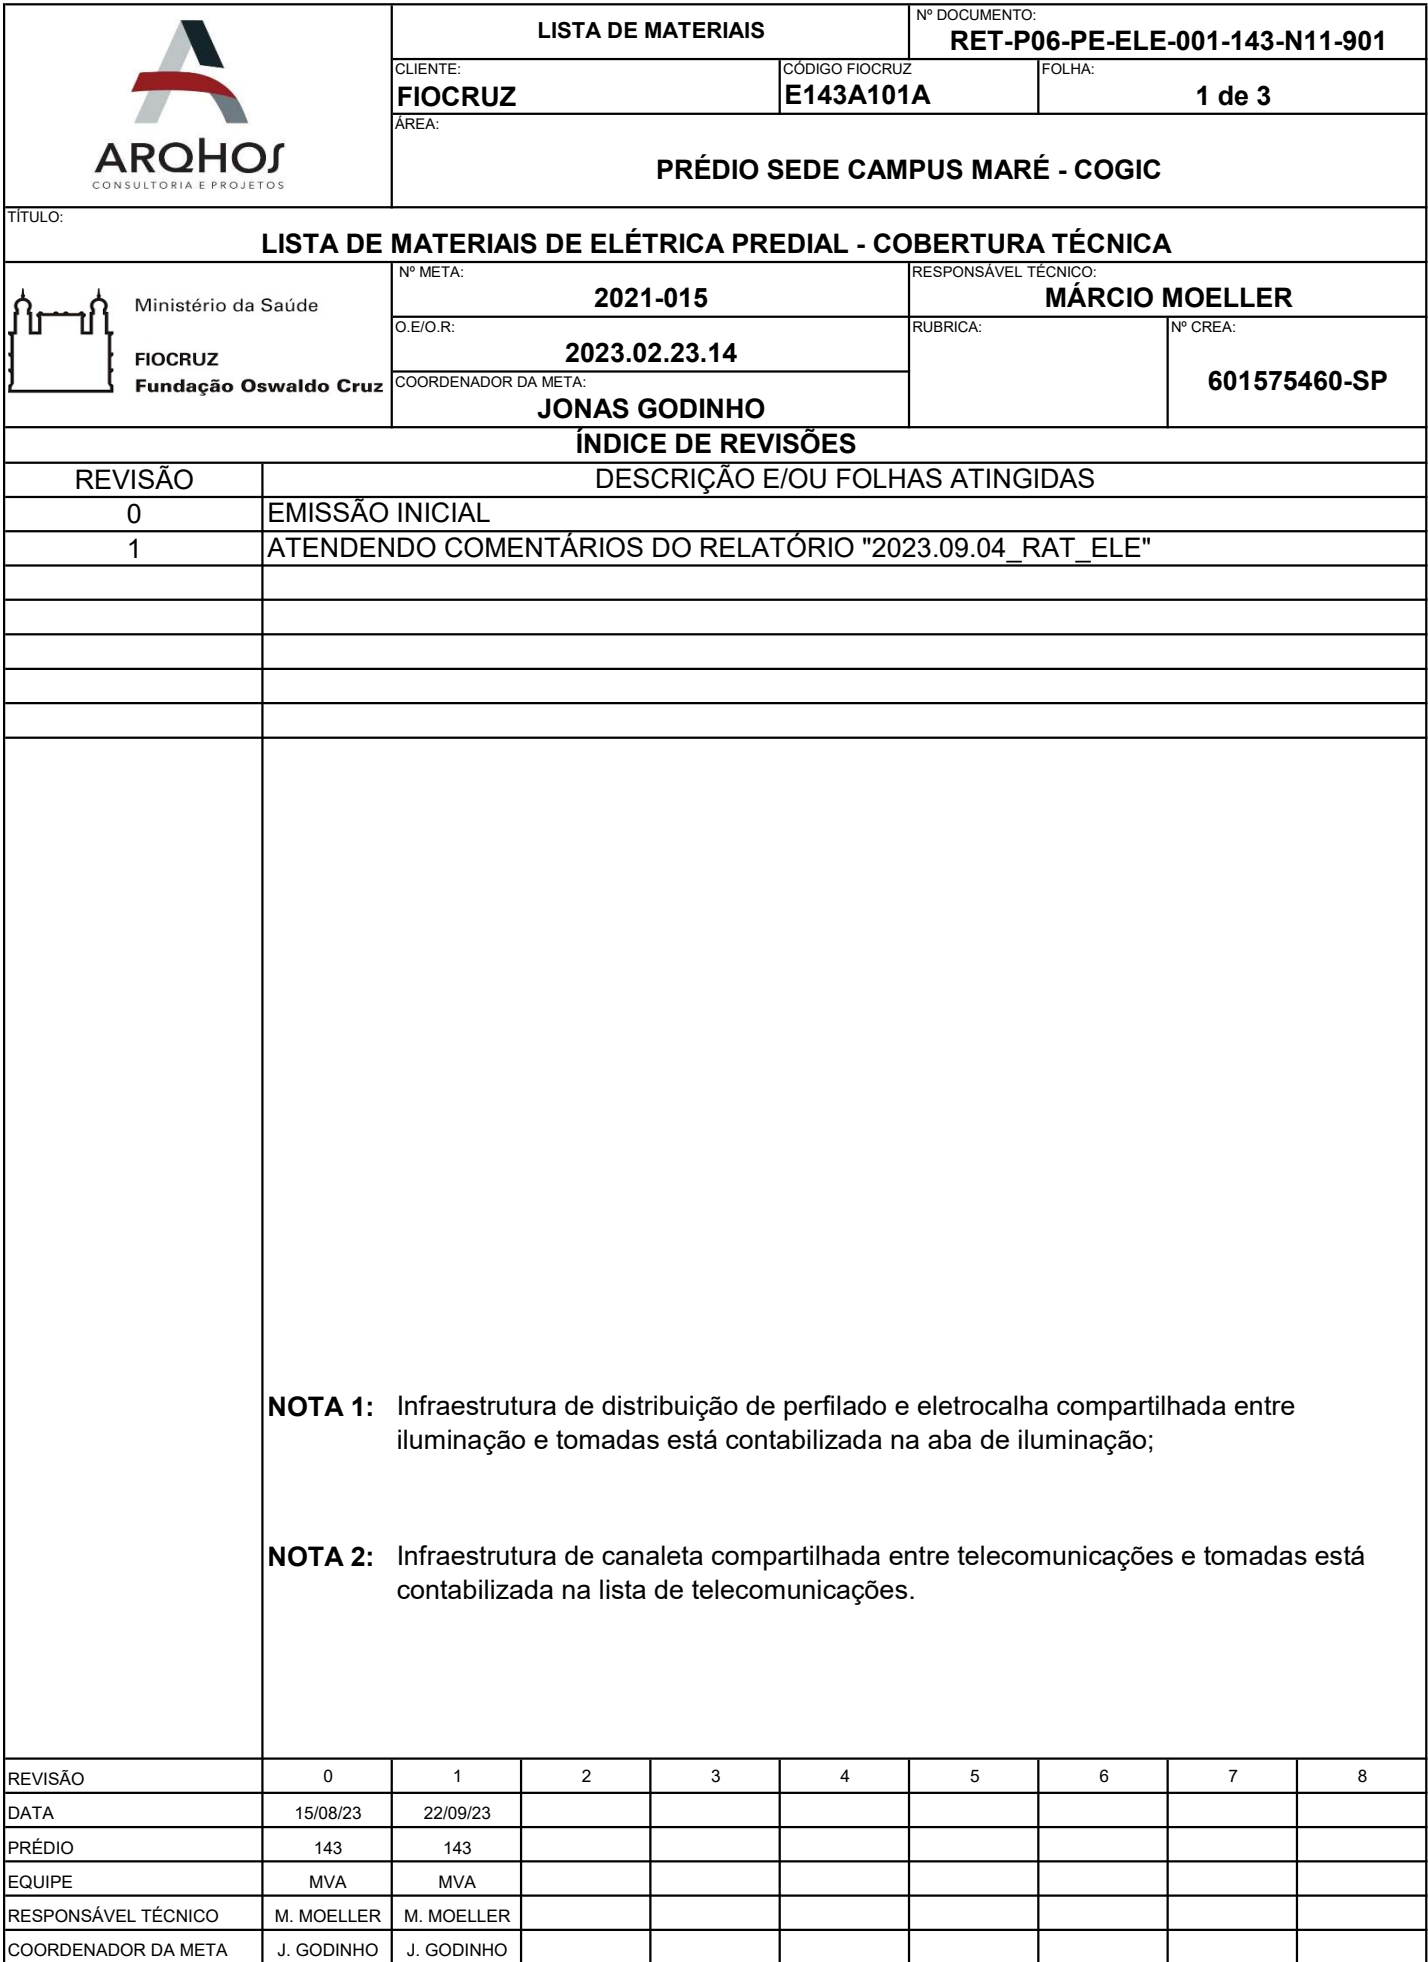 ARQHOS
CONSULTORIA E PROJETOS
LISTA DE MATERIAIS
Nº DOCUMENTO:
RET-P06-PE-ELE-001-143-N11-901
CLIENTE:
FIOCRUZ
CÓDIGO FIOCRUZ
E143A101A
FOLHA:
1 de 3
ÁREA:
PRÉDIO SEDE CAMPUS MARÉ - COGIC
TÍTULO:
LISTA DE MATERIAIS DE ELÉTRICA PREDIAL - COBERTURA TÉCNICA
Ministério da Saúde
FIOCRUZ
Fundação Oswaldo Cruz
Nº META:
2021-015
RESPONSÁVEL TÉCNICO:
MÁRCIO MOELLER
O.E/O.R:
2023.02.23.14
RUBRICA:
Nº CREA:
601575460-SP
COORDENADOR DA META:
JONAS GODINHO
ÍNDICE DE REVISÕES
REVISÃO DESCRIÇÃO E/OU FOLHAS ATINGIDAS
0 EMISSÃO INICIAL
1 ATENDENDO COMENTÁRIOS DO RELATÓRIO "2023.09.04_RAT_ELE"
NOTA 1: Infraestrutura de distribuição de perfilado e eletrocalha compartilhada entre
iluminação e tomadas está contabilizada na aba de iluminação;
NOTA 2: Infraestrutura de canaleta compartilhada entre telecomunicações e tomadas está
contabilizada na lista de telecomunicações.
REVISÃO 0 1 2 3 4 5 6 7 8
DATA 15/08/23 22/09/23
PRÉDIO 143 143
EQUIPE MVA MVA
RESPONSÁVEL TÉCNICO M. MOELLER M. MOELLER
COORDENADOR DA META J. GODINHO J. GODINHO